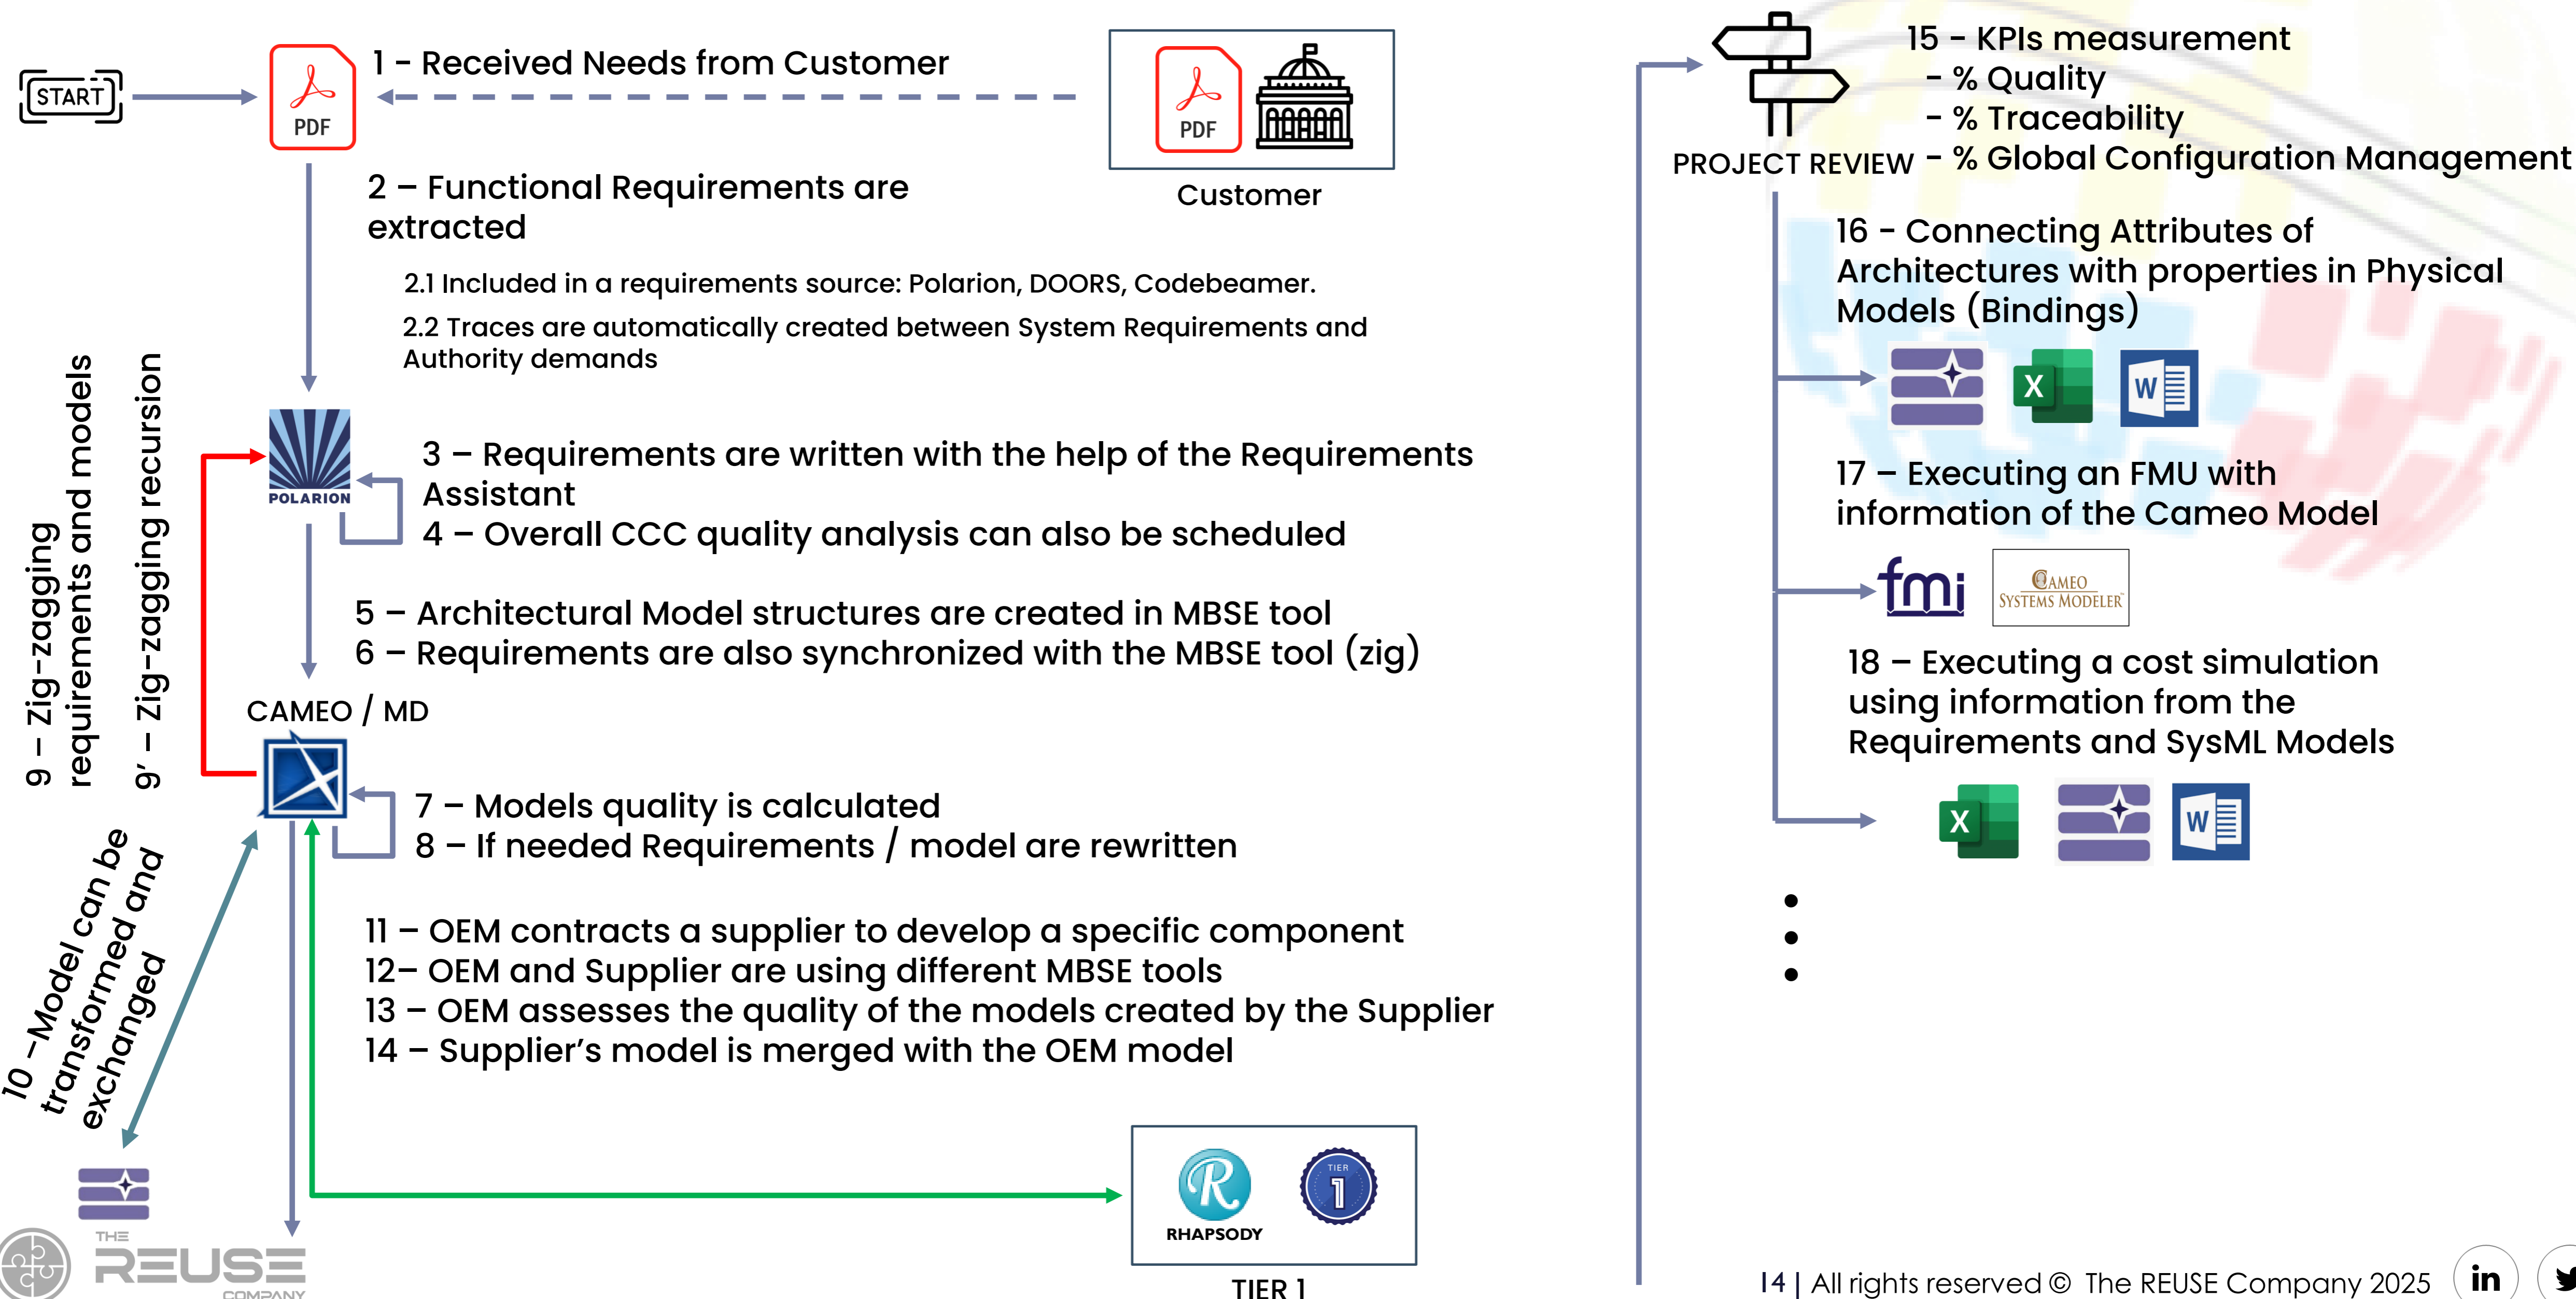 START
PDF
1 - Received Needs from Customer
PDF
Customer
2 – Functional Requirements are
extracted
2.1 Included in a requirements source: Polarion, DOORS, Codebeamer.
2.2 Traces are automatically created between System Requirements and
Authority demands
POLARION
3 – Requirements are written with the help of the Requirements
Assistant
4 – Overall CCC quality analysis can also be scheduled
5 – Architectural Model structures are created in MBSE tool
6 – Requirements are also synchronized with the MBSE tool (zig)
9 – Zig-zagging
requirements and models
9’ – Zig-zagging recursion
CAMEO / MD
7 – Models quality is calculated
8 – If needed Requirements / model are rewritten
10 –Model can be
transformed and
exchanged
11 – OEM contracts a supplier to develop a specific component
12– OEM and Supplier are using different MBSE tools
13 – OEM assesses the quality of the models created by the Supplier
14 – Supplier’s model is merged with the OEM model
R
RHAPSODY
TIER
1
TIER 1
THE
REUSE
COMPANY
PROJECT REVIEW
15 - KPIs measurement
- % Quality
- % Traceability
- % Global Configuration Management
16 - Connecting Attributes of
Architectures with properties in Physical
Models (Bindings)
X
W
17 – Executing an FMU with
information of the Cameo Model
fmi
CAMEO
SYSTEMS MODELER™
18 – Executing a cost simulation
using information from the
Requirements and SysML Models
X
W
14 | All rights reserved © The REUSE Company 2025
in